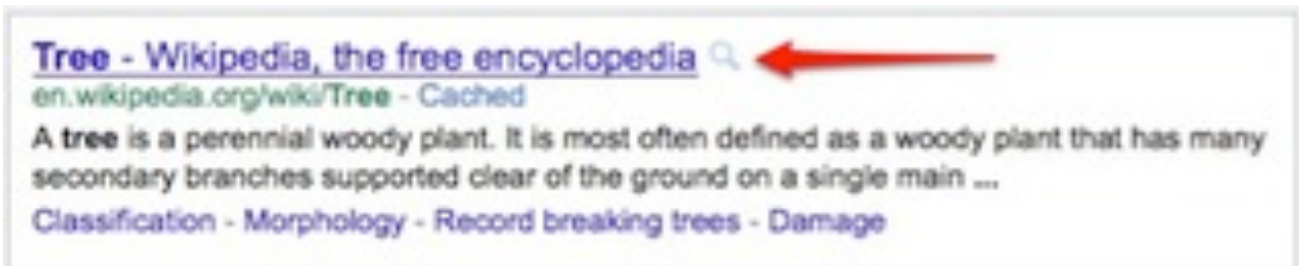 Tree - Wikipedia, the free encyclopedia
en.wikipedia.org/wiki/Tree - Cached
A tree is a perennial woody plant. It is most often defined as a woody plant that has many
secondary branches supported clear of the ground on a single main ...
Classification - Morphology - Record breaking trees - Damage